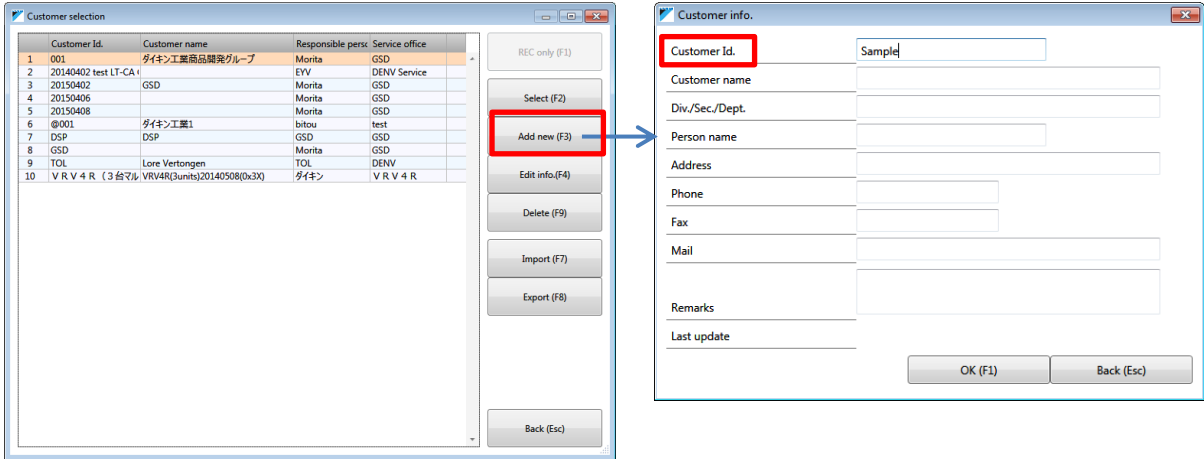 Customer selection
Customer Id. Customer name Responsible persc Service office
1 001 ダイキン工業商品開発グループ Morita GSD
2 20140402 test LT-CA EYV DENV Service
3 20150402 GSD Morita GSD
4 20150406 Morita GSD
5 20150408 Morita GSD
6 @001 ダイキン工業1 bitou test
7 DSP DSP GSD GSD
8 GSD Morita GSD
9 TOL Lore Vertongen TOL DENV
10 ＶＲＶ４Ｒ（３台マル VRV4R(3units)20140508(0x3X) ダイキン ＶＲＶ４Ｒ
REC only (F1)
Select (F2)
Add new (F3)
Edit info.(F4)
Delete (F9)
Import (F7)
Export (F8)
Back (Esc)
Customer info.
Customer Id. Sample
Customer name
Div./Sec./Dept.
Person name
Address
Phone
Fax
Mail
Remarks
Last update
OK (F1) Back (Esc)